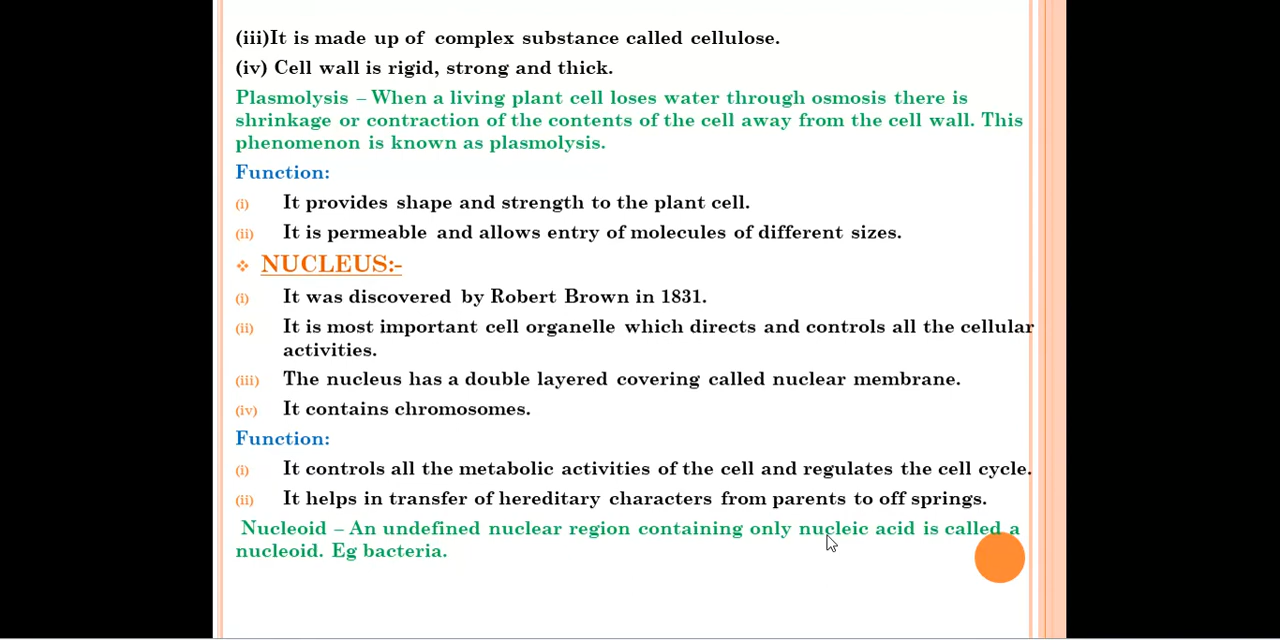 (iii)It is made up of complex substance called cellulose.
(iv) Cell wall is rigid, strong and thick.
Plasmolysis – When a living plant cell loses water through osmosis there is
shrinkage or contraction of the contents of the cell away from the cell wall. This
phenomenon is known as plasmolysis.
Function:
(i) It provides shape and strength to the plant cell.
(ii) It is permeable and allows entry of molecules of different sizes.
❖ NUCLEUS:-
(i) It was discovered by Robert Brown in 1831.
(ii) It is most important cell organelle which directs and controls all the cellular
activities.
(iii) The nucleus has a double layered covering called nuclear membrane.
(iv) It contains chromosomes.
Function:
(i) It controls all the metabolic activities of the cell and regulates the cell cycle.
(ii) It helps in transfer of hereditary characters from parents to off springs.
Nucleoid – An undefined nuclear region containing only nucleic acid is called a
nucleoid. Eg bacteria.